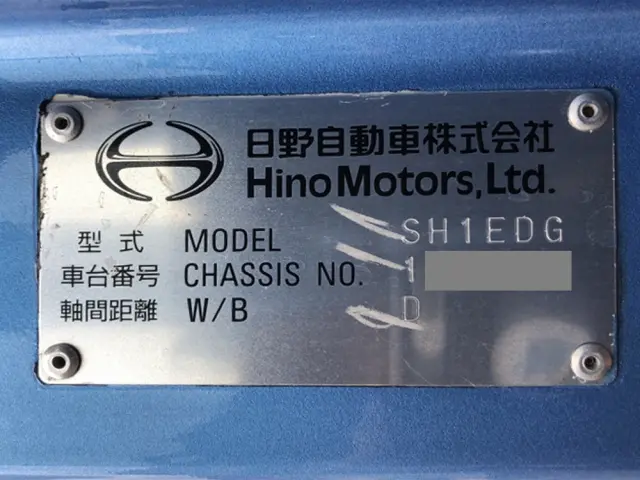 日野自動車株式会社
Hino Motors, Ltd.
型式 MODEL SH1EDG
車台番号 CHASSIS NO. 1
軸間距離 W/B D